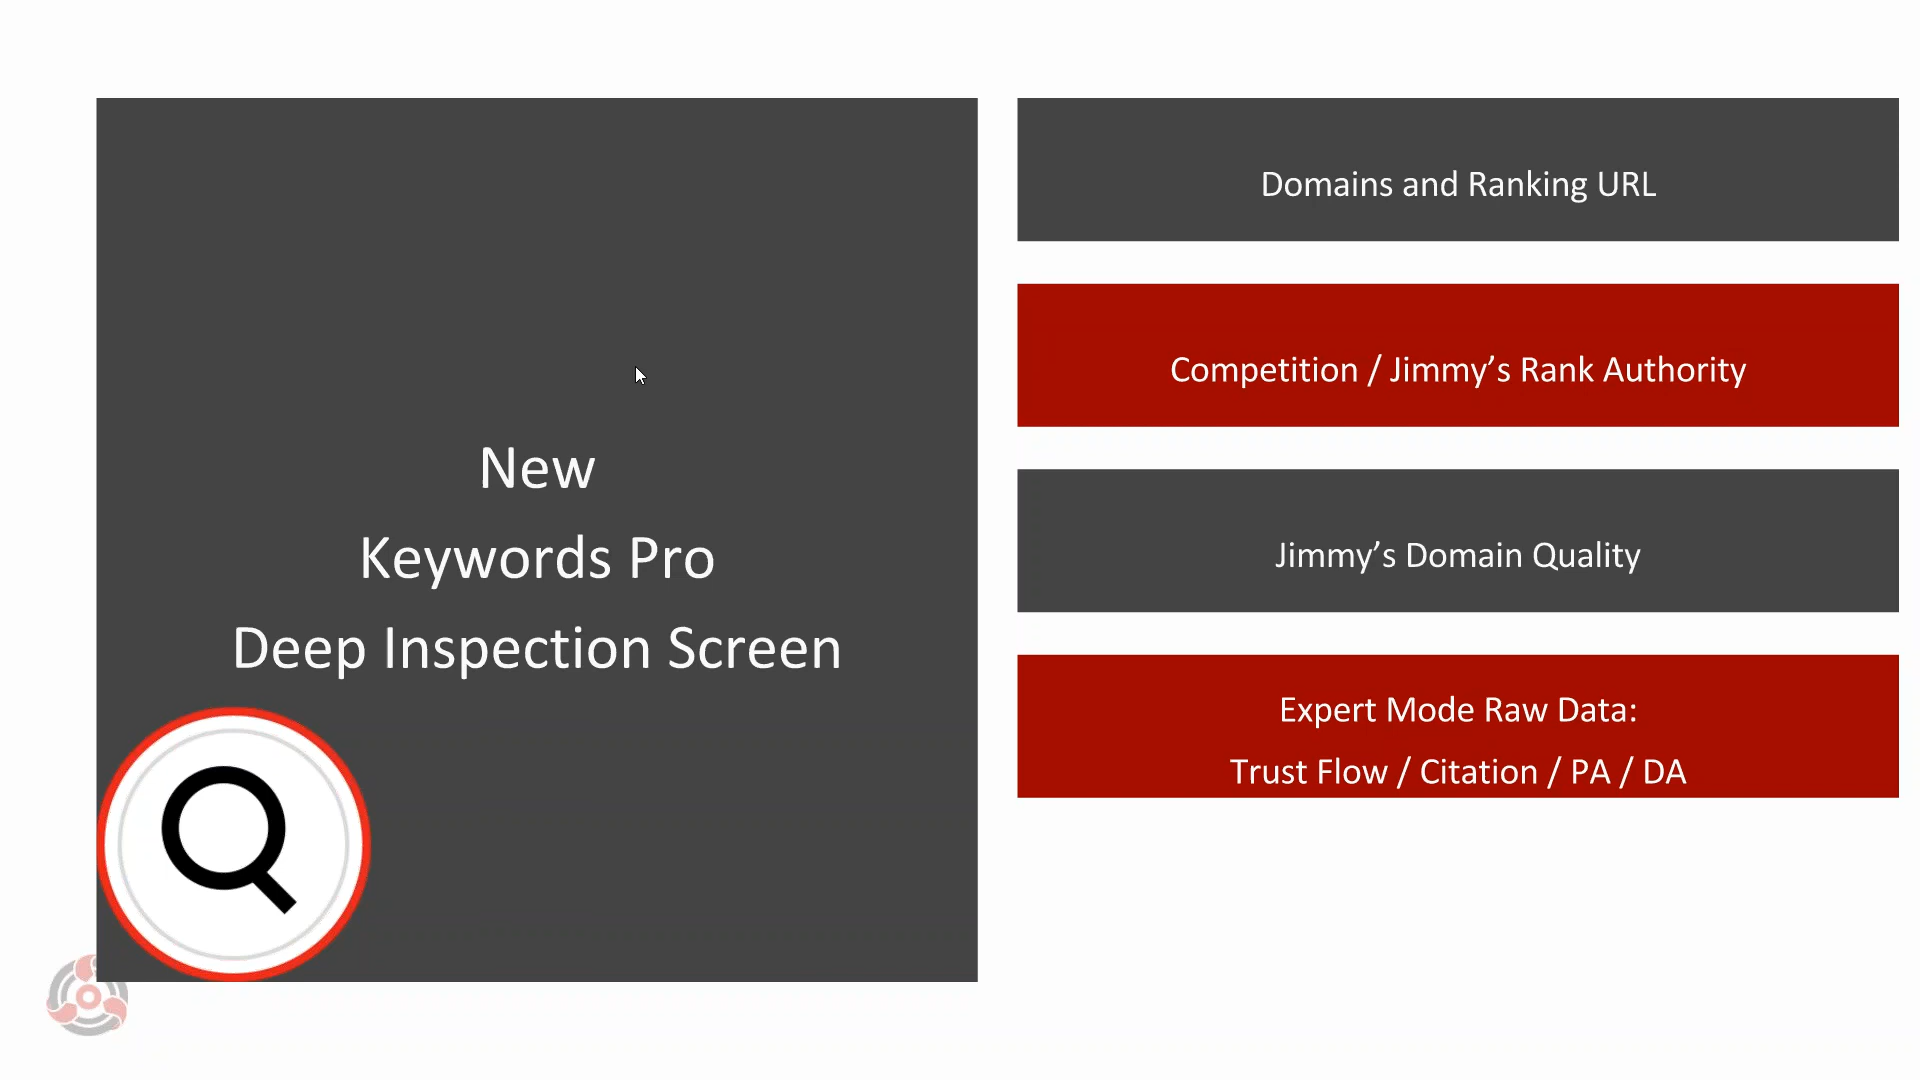 New
Keywords Pro
Deep Inspection Screen
Domains and Ranking URL
Competition / Jimmy’s Rank Authority
Jimmy’s Domain Quality
Expert Mode Raw Data:
Trust Flow / Citation / PA / DA